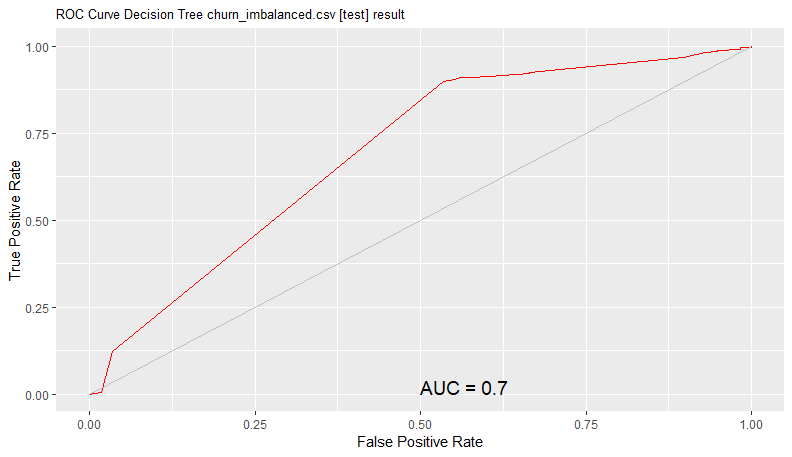 ROC Curve Decision Tree churn_imbalanced.csv [test] result
1.00
0.75
0.50
0.25
0.00
True Positive Rate
AUC = 0.7
0.00 0.25 0.50 0.75 1.00
False Positive Rate